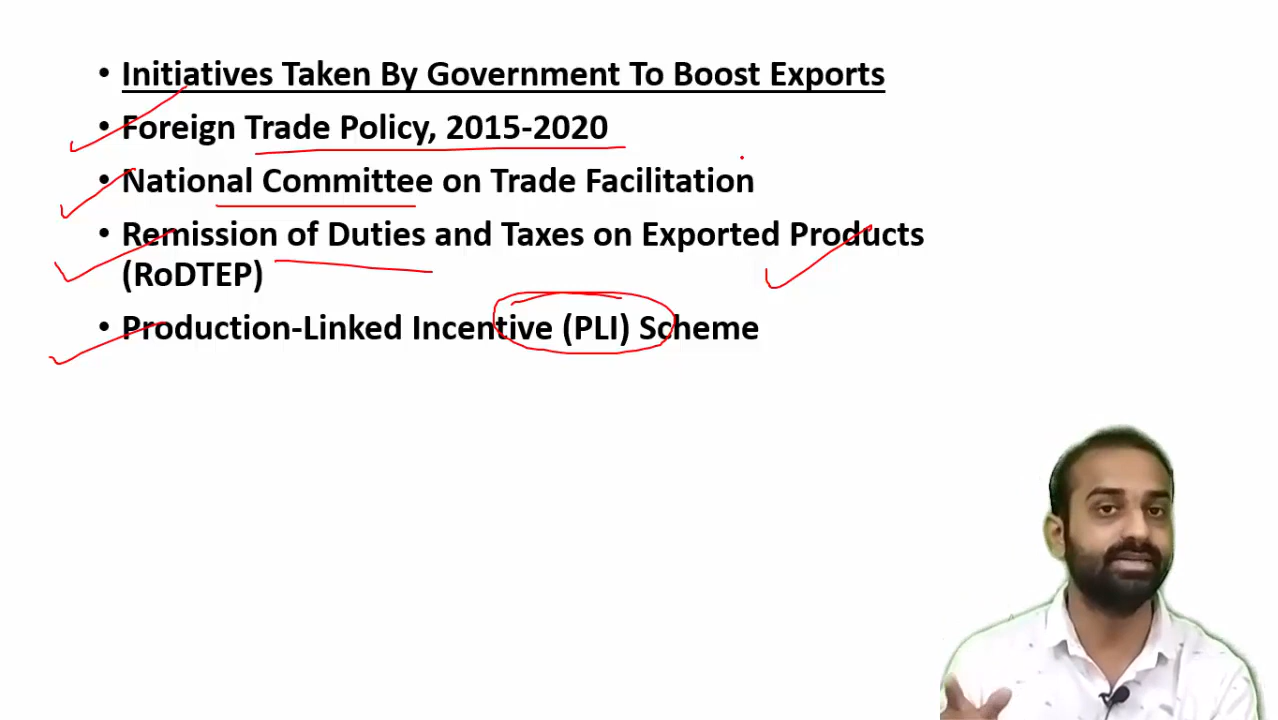 • Initiatives Taken By Government To Boost Exports
• Foreign Trade Policy, 2015-2020
• National Committee on Trade Facilitation
• Remission of Duties and Taxes on Exported Products
(RoDTEP)
• Production-Linked Incentive (PLI) Scheme